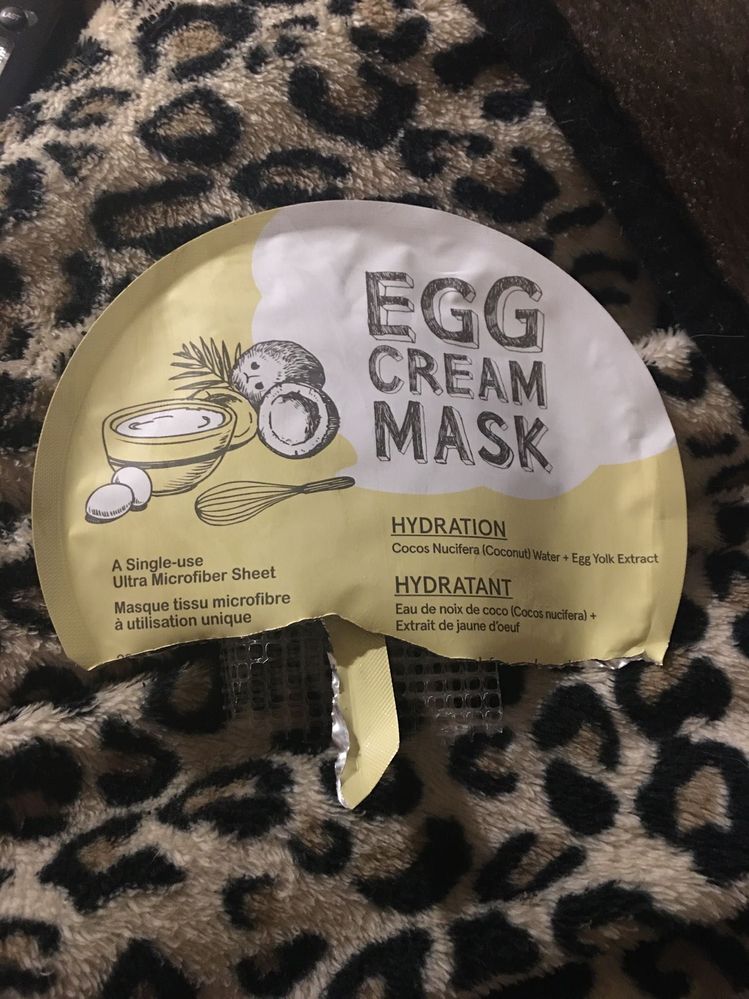 EGG
CREAM
MASK
HYDRATION
Cocos Nucifera (Coconut) Water + Egg Yolk Extract
HYDRATANT
Eau de noix de coco (Cocos nucifera) +
Extrait de jaune d'oeuf
A Single-use
Ultra Microfiber Sheet
Masque tissu microfibre
à utilisation unique